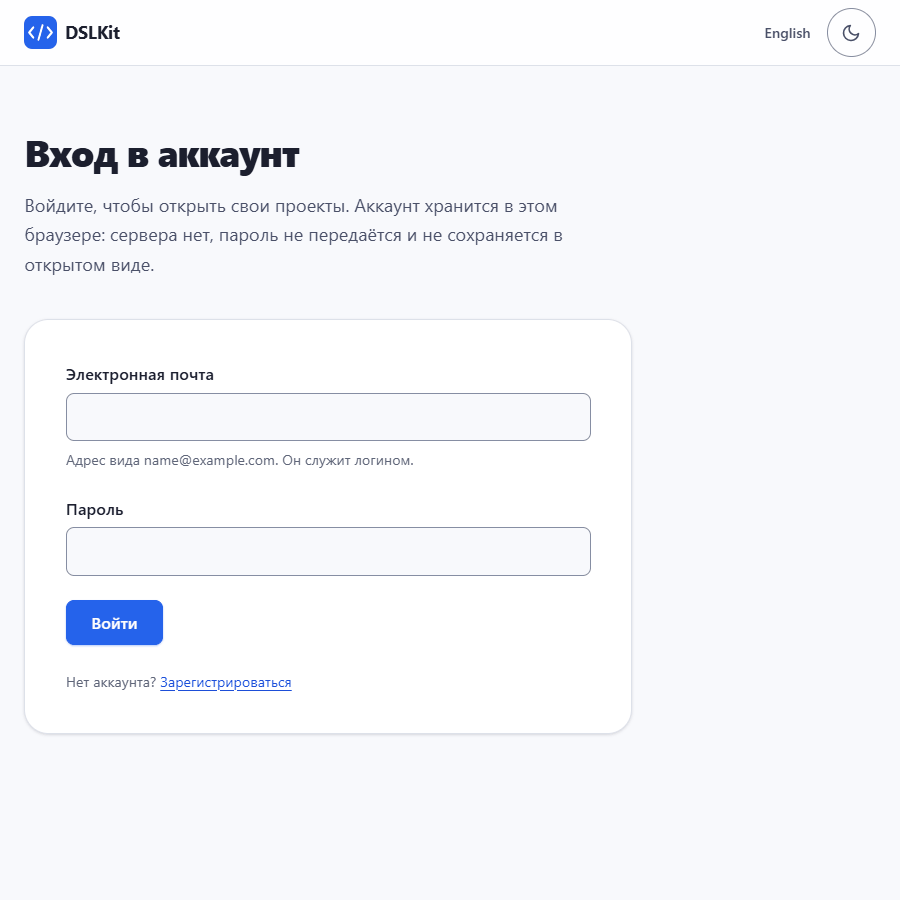 DSLKit
English
Вход в аккаунт
Войдите, чтобы открыть свои проекты. Аккаунт хранится в этом
браузере: сервера нет, пароль не передаётся и не сохраняется в
открытом виде.
Электронная почта
Адрес вида name@example.com. Он служит логином.
Пароль
Войти
Нет аккаунта? Зарегистрироваться